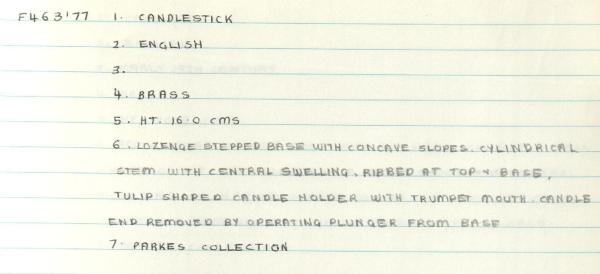 F463'77 1. CANDLESTICK
2. ENGLISH
3.
4. BRASS
5. HT. 16.0 CMS
6. LOZENGE STEPPED BASE WITH CONCAVE SLOPES. CYLINDRICAL
STEM WITH CENTRAL SWELLING, RIBBED AT TOP & BASE,
TULIP SHAPED CANDLE HOLDER WITH TRUMPET MOUTH. CANDLE
END REMOVED BY OPERATING PLUNGER FROM BASE
7. PARKES COLLECTION